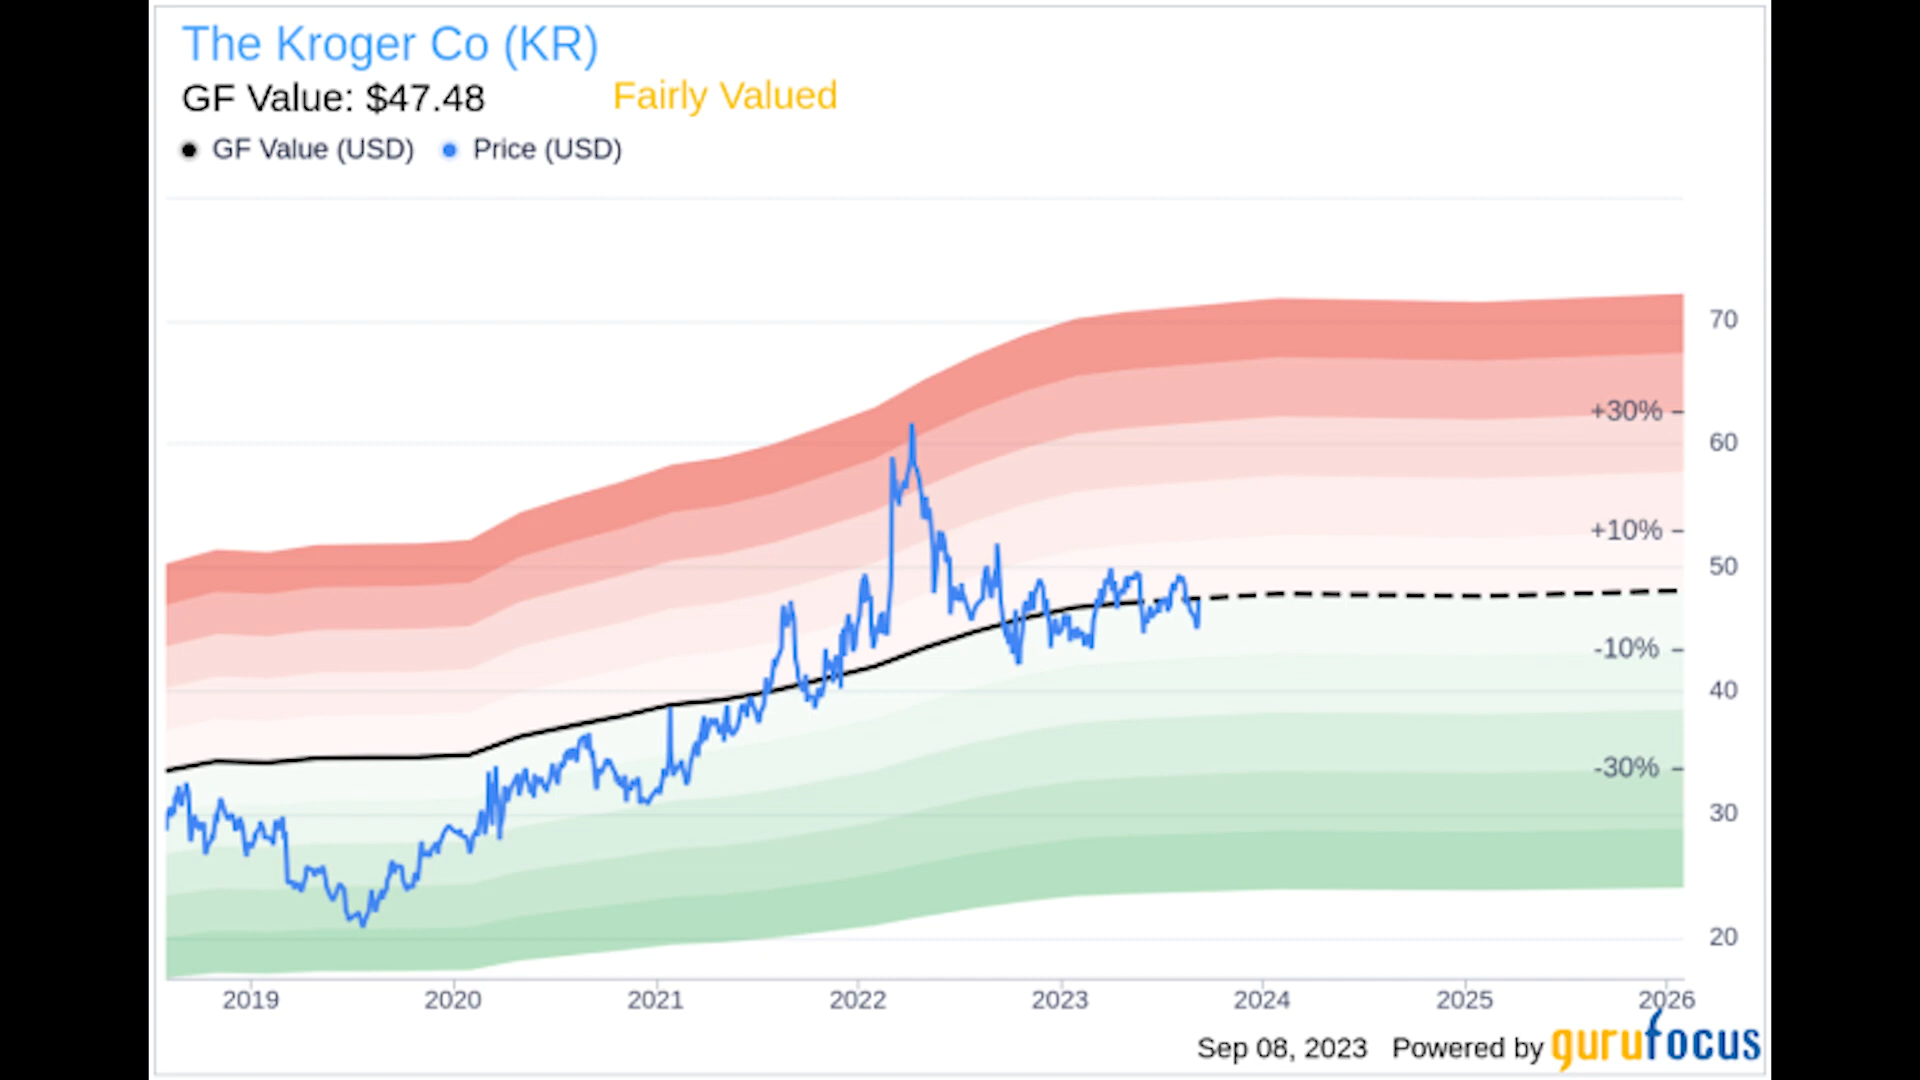 The Kroger Co (KR)
GF Value: $47.48 Fairly Valued
GF Value (USD) Price (USD)
70
+30%
60
+10%
50
-10%
40
-30%
30
20
2019 2020 2021 2022 2023 2024 2025 2026
Sep 08, 2023 Powered by gurufocus